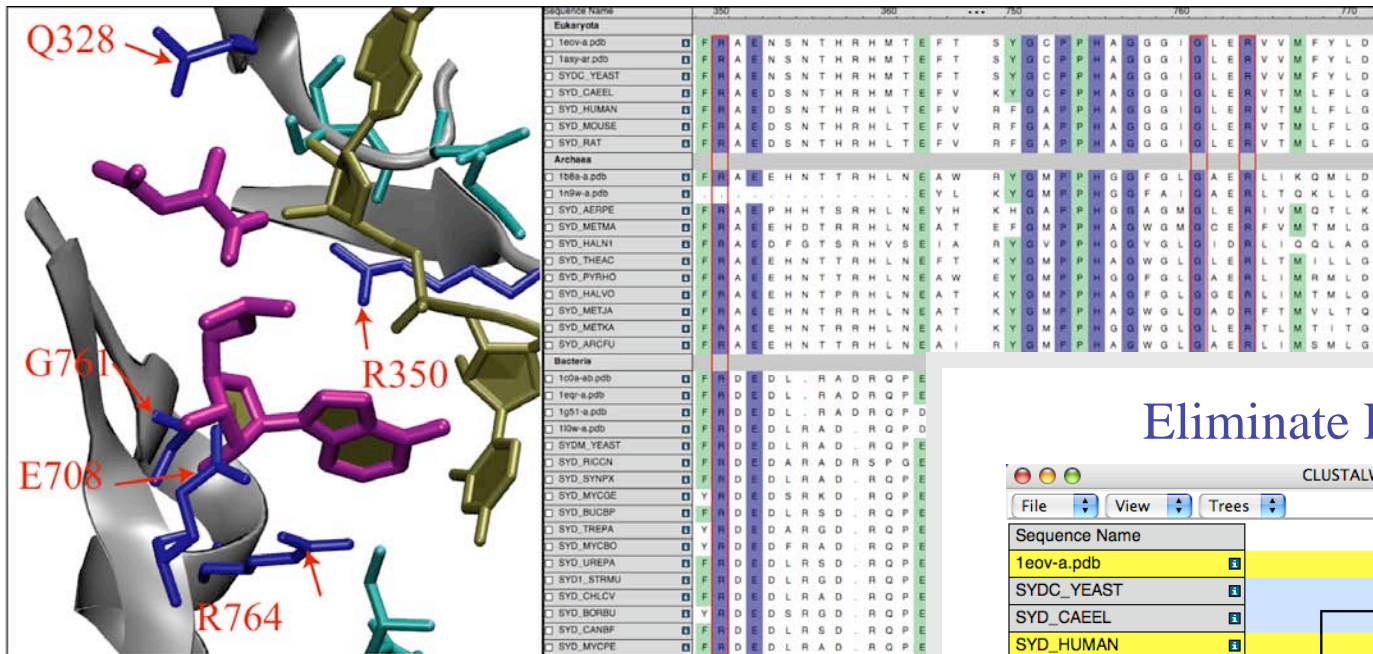 Q328
G761
R350
E708
R764
Sequence Name 350 360 ... 750 760 770
Eukaryota
1eov-a.pdb F R A E N S N T H R H M T E F T S Y G C P P H A G G G I G L E R V V M F Y L D
1asy-ar.pdb F R A E N S N T H R H M T E F T S Y G C P P H A G G G I G L E R V V M F Y L D
SYDC_YEAST F R A E N S N T H R H M T E F T S Y G C P P H A G G G I G L E R V V M F Y L D
SYD_CAEEL F R A E D S N T H R H M T E F V K Y G C P P H A G G G I G L E R V T M L F L G
SYD_HUMAN F R A E D S N T H R H L T E F V R F G A P P H A G G G I G L E R V T M L F L G
SYD_MOUSE F R A E D S N T H R H L T E F V R F G A P P H A G G G I G L E R V T M L F L G
SYD_RAT F R A E D S N T H R H L T E F V R F G A P P H A G G G I G L E R V T M L F L G
Archaea
1b8a-a.pdb F R A E E H N T T R H L N E A W R Y G M P P H G G F G L G A E R L I K Q M L D
1n9w-a.pdb . . . . . . . . . . . . . E Y L K Y G M P P H G G F A I G A E R L T Q K L L G
SYD_AERPE F R A E P H H T S R H L N E Y H K H G A P P H G G A G M G L E R I V M Q T L K
SYD_METMA F R A E E H D T R R H L N E A T E F G M P P H A G W G M G C E R F V M T M L G
SYD_HALN1 F R A E D F G T S R H V S E I A R Y G V P P H G G Y G L G I D R L I Q Q L A G
SYD_THEAC F R A E E H N T T R H L N E F T K Y G M P P H A G W G L G L E R L T M I L L G
SYD_PYRHO F R A E E H N T T R H L N E A W E Y G M P P H G G F G L G A E R L I M R M L D
SYD_HALVO F R A E E H N T P R H L N E A T K Y G M P P H A G F G L G G E R L I M T M L G
SYD_METJA F R A E E H N T R R H L N E A T K Y G M P P H A G W G L G A D R F T M V L T Q
SYD_METKA F R A E E H N T R R H L N E A I K Y G M P P H G G W G L G L E R T L M T I T G
SYD_ARCFU F R A E E H N T T R H L N E A I R Y G M P P H A G W G L G A E R L I M S M L G
Bacteria
1c0a-ab.pdb F R D E D L . R A D R Q P E
1eqr-a.pdb F R D E D L . R A D R Q P E
1g51-a.pdb F R D E D L . R A D R Q P D
1l0w-a.pdb F R D E D L R A D . R Q P D
SYDM_YEAST F R D E D L R A D . R Q P E
SYD_RICCN F R D E D A R A D R S P G E
SYD_SYNPX F R D E D L R A D . R Q P E
SYD_MYCGE Y R D E D S R K D . R Q P E
SYD_BUCBP F R D E D L R S D . R Q P E
SYD_TREPA Y R D E D A R G D . R Q P E
SYD_MYCBO Y R D E D F R A D . R Q P E
SYD_UREPA F R D E D L R S D . R Q P E
SYD1_STRMU F R D E D L R G D . R Q P E
SYD_CHLCV F R D E D L R A D . R Q P E
SYD_BORBU Y R D E D S R G D . R Q P E
SYD_CANBF F R D E D L R S D . R Q P E
SYD_MYCPE F R D E D L R A D . R Q P E
Eliminate
CLUSTALW
File View Trees
Sequence Name
1eov-a.pdb
SYDC_YEAST
SYD_CAEEL
SYD_HUMAN